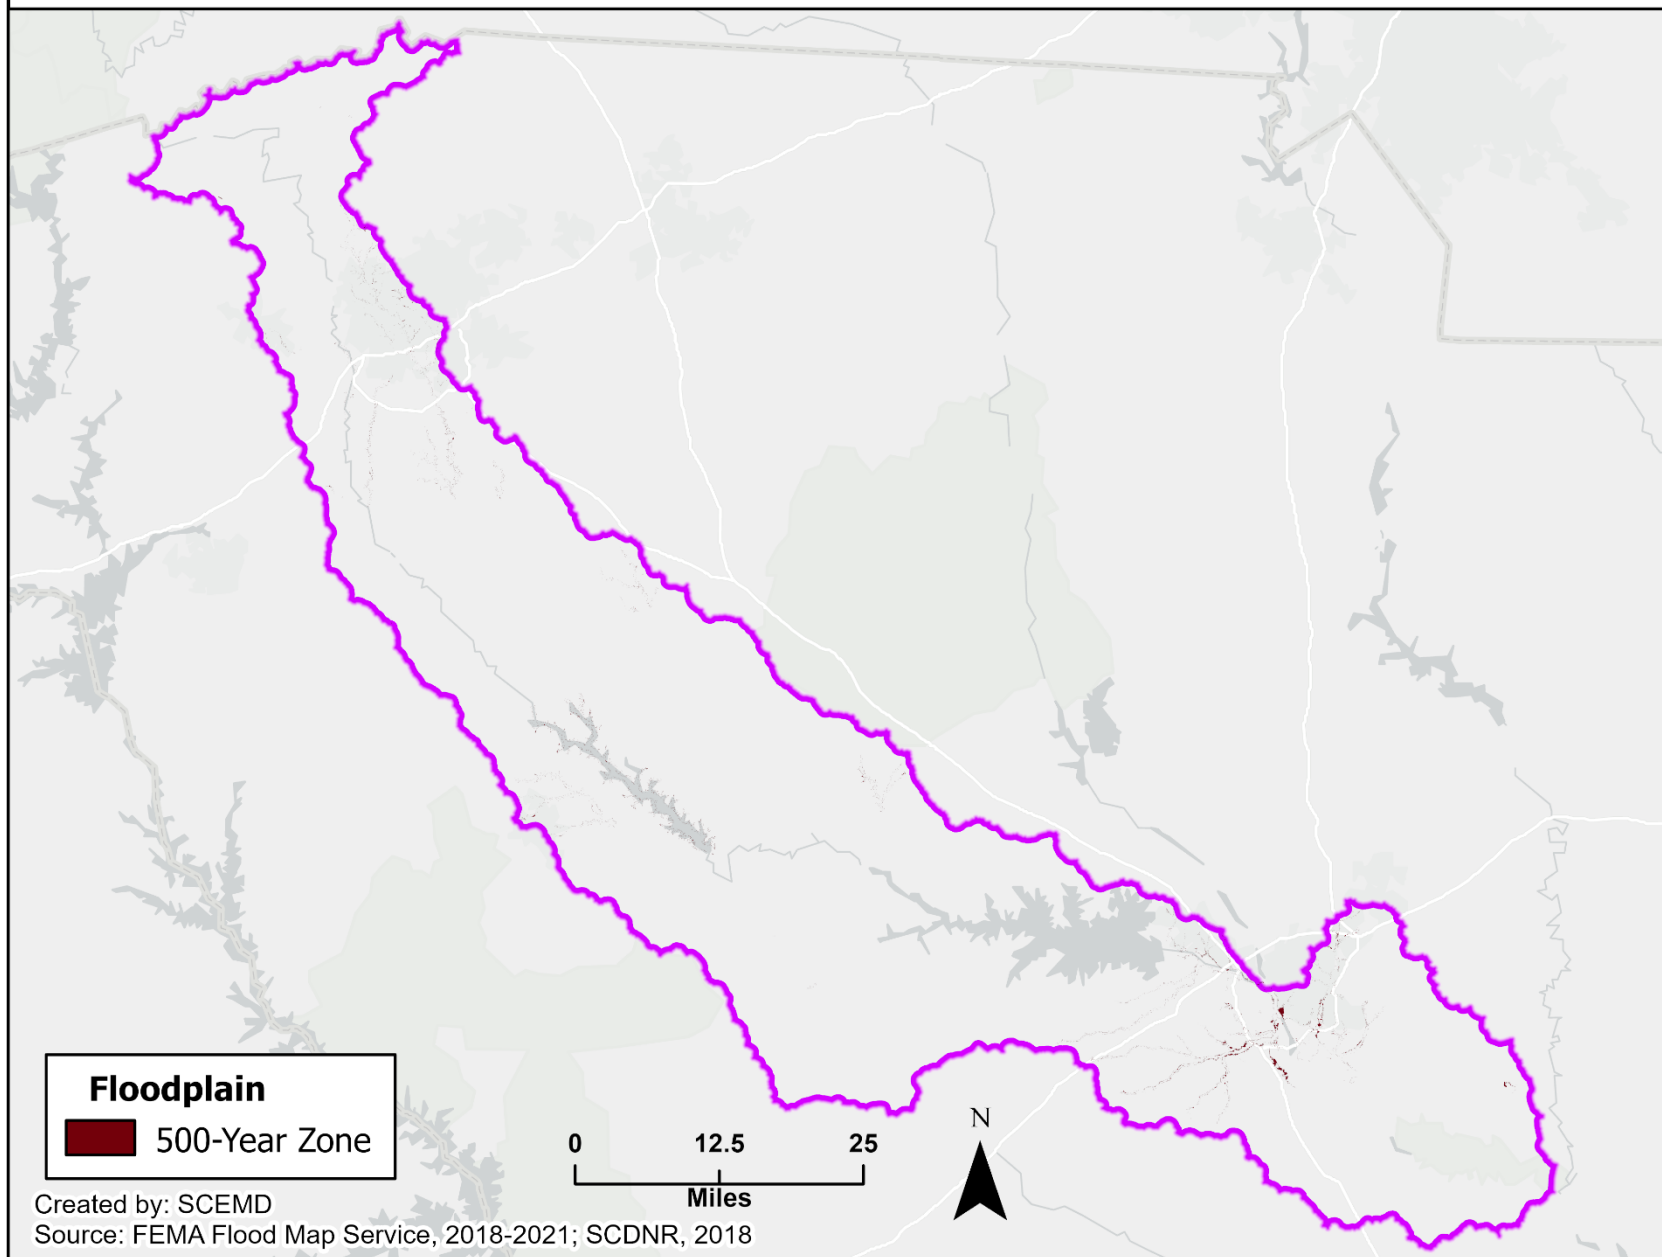 Floodplain
500-Year Zone
0 12.5 25
Miles
N
Created by: SCEMD
Source: FEMA Flood Map Service, 2018-2021; SCDNR, 2018